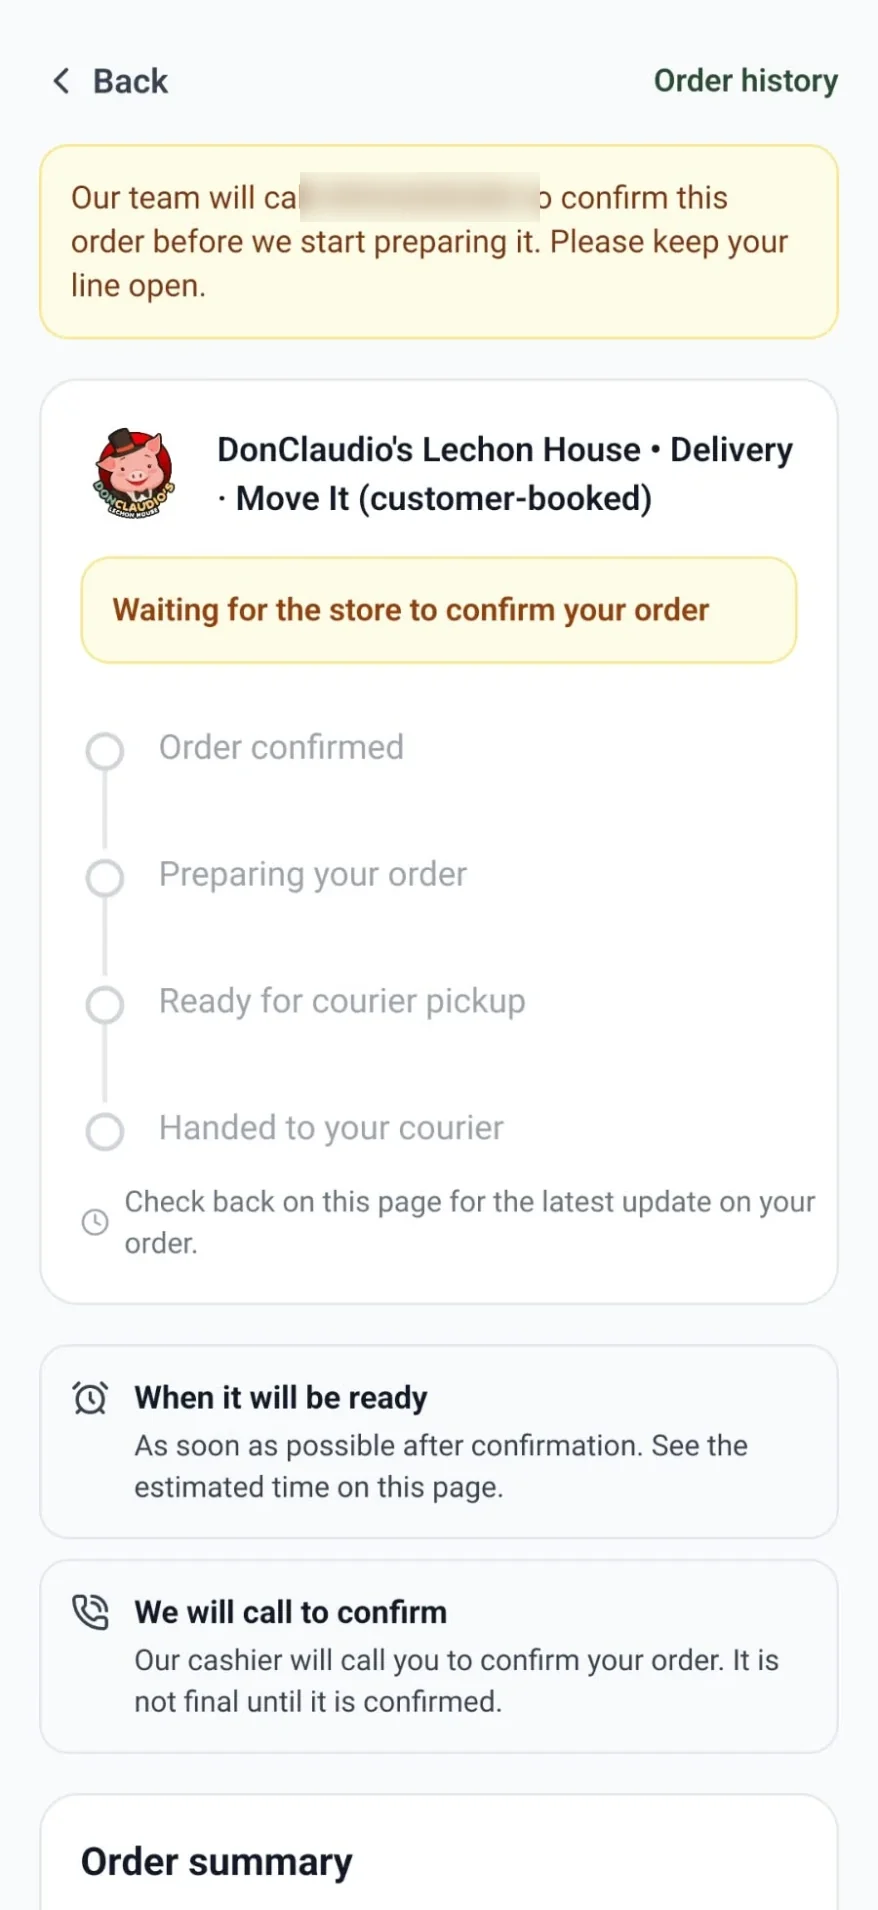 Back
Order history
Our team will cal o confirm this
order before we start preparing it. Please keep your
line open.
DONCLAUDIO'S
LECHON HOUSE
DonClaudio's Lechon House • Delivery
· Move It (customer-booked)
Waiting for the store to confirm your order
Order confirmed
Preparing your order
Ready for courier pickup
Handed to your courier
Check back on this page for the latest update on your
order.
When it will be ready
As soon as possible after confirmation. See the
estimated time on this page.
We will call to confirm
Our cashier will call you to confirm your order. It is
not final until it is confirmed.
Order summary